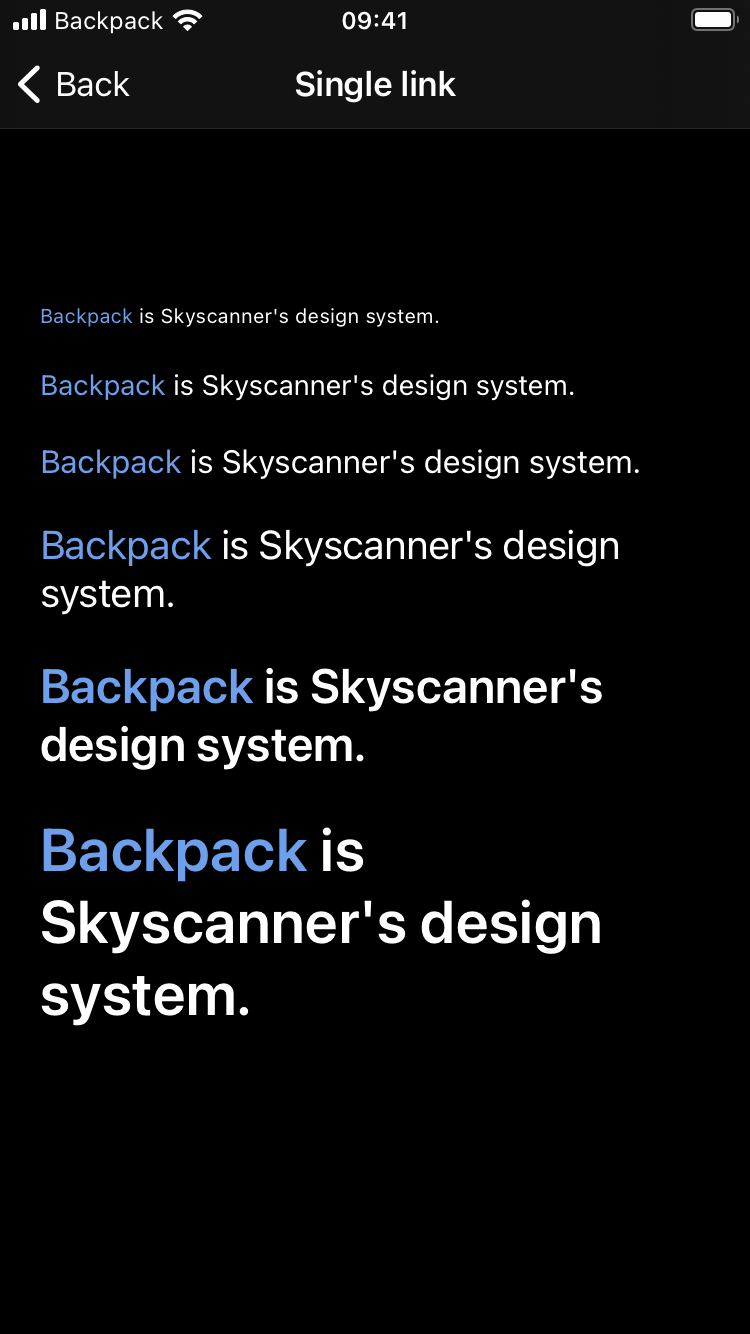 Backpack 09:41
Back Single link
Backpack is Skyscanner's design system.
Backpack is Skyscanner's design system.
Backpack is Skyscanner's design system.
Backpack is Skyscanner's design
system.
Backpack is Skyscanner's
design system.
Backpack is
Skyscanner's design
system.